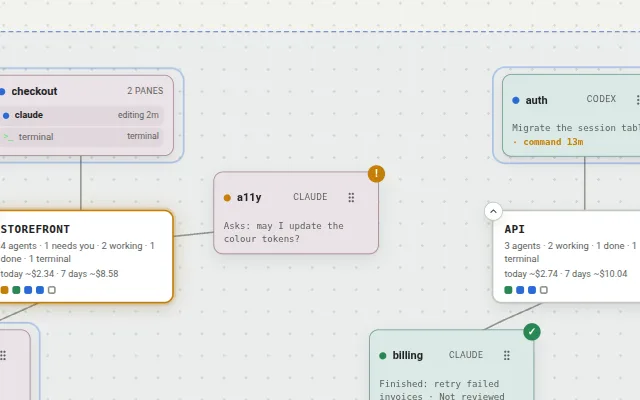 checkout 2 PANES
claude editing 2m
>_ terminal terminal
auth CODEX
Migrate the session tabl
· command 13m
! a11y CLAUDE
Asks: may I update the
colour tokens?
STOREFRONT
4 agents · 1 needs you · 2 working · 1
done · 1 terminal
today ~$2.34 · 7 days ~$8.58
API
3 agents · 2 working · 1 done · 1
terminal
today ~$2.74 · 7 days ~$10.04
billing CLAUDE
Finished: retry failed
invoices · Not reviewed